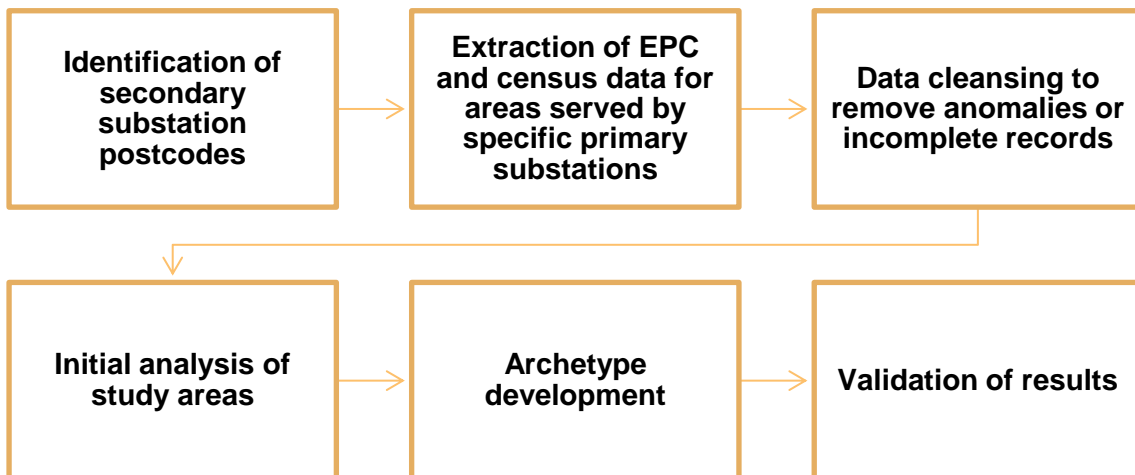 Identification of
secondary
substation
postcodes
Extraction of EPC
and census data for
areas served by
specific primary
substations
Data cleansing to
remove anomalies or
incomplete records
Initial analysis of
study areas
Archetype
development
Validation of results